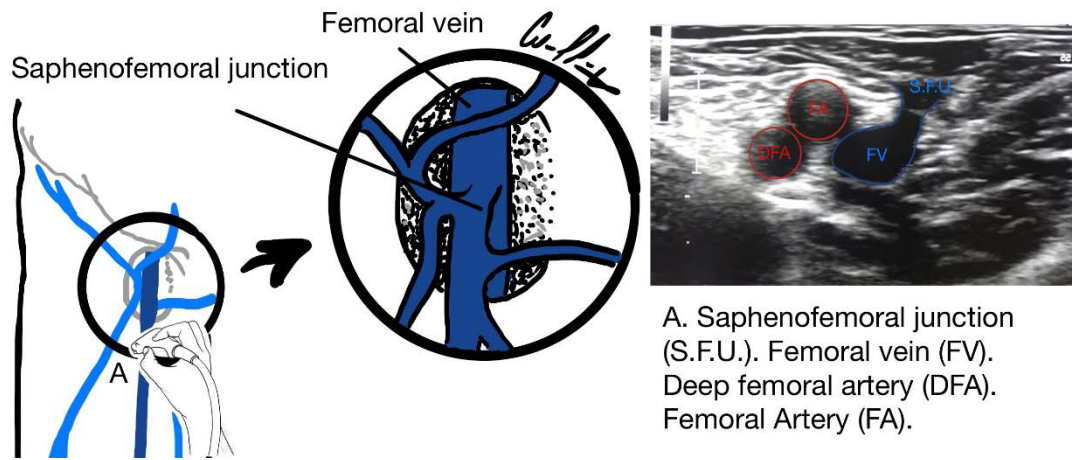 Femoral vein
Saphenofemoral junction
A
S.F.U.
FA
DFA
FV
A. Saphenofemoral junction
(S.F.U.). Femoral vein (FV).
Deep femoral artery (DFA).
Femoral Artery (FA).